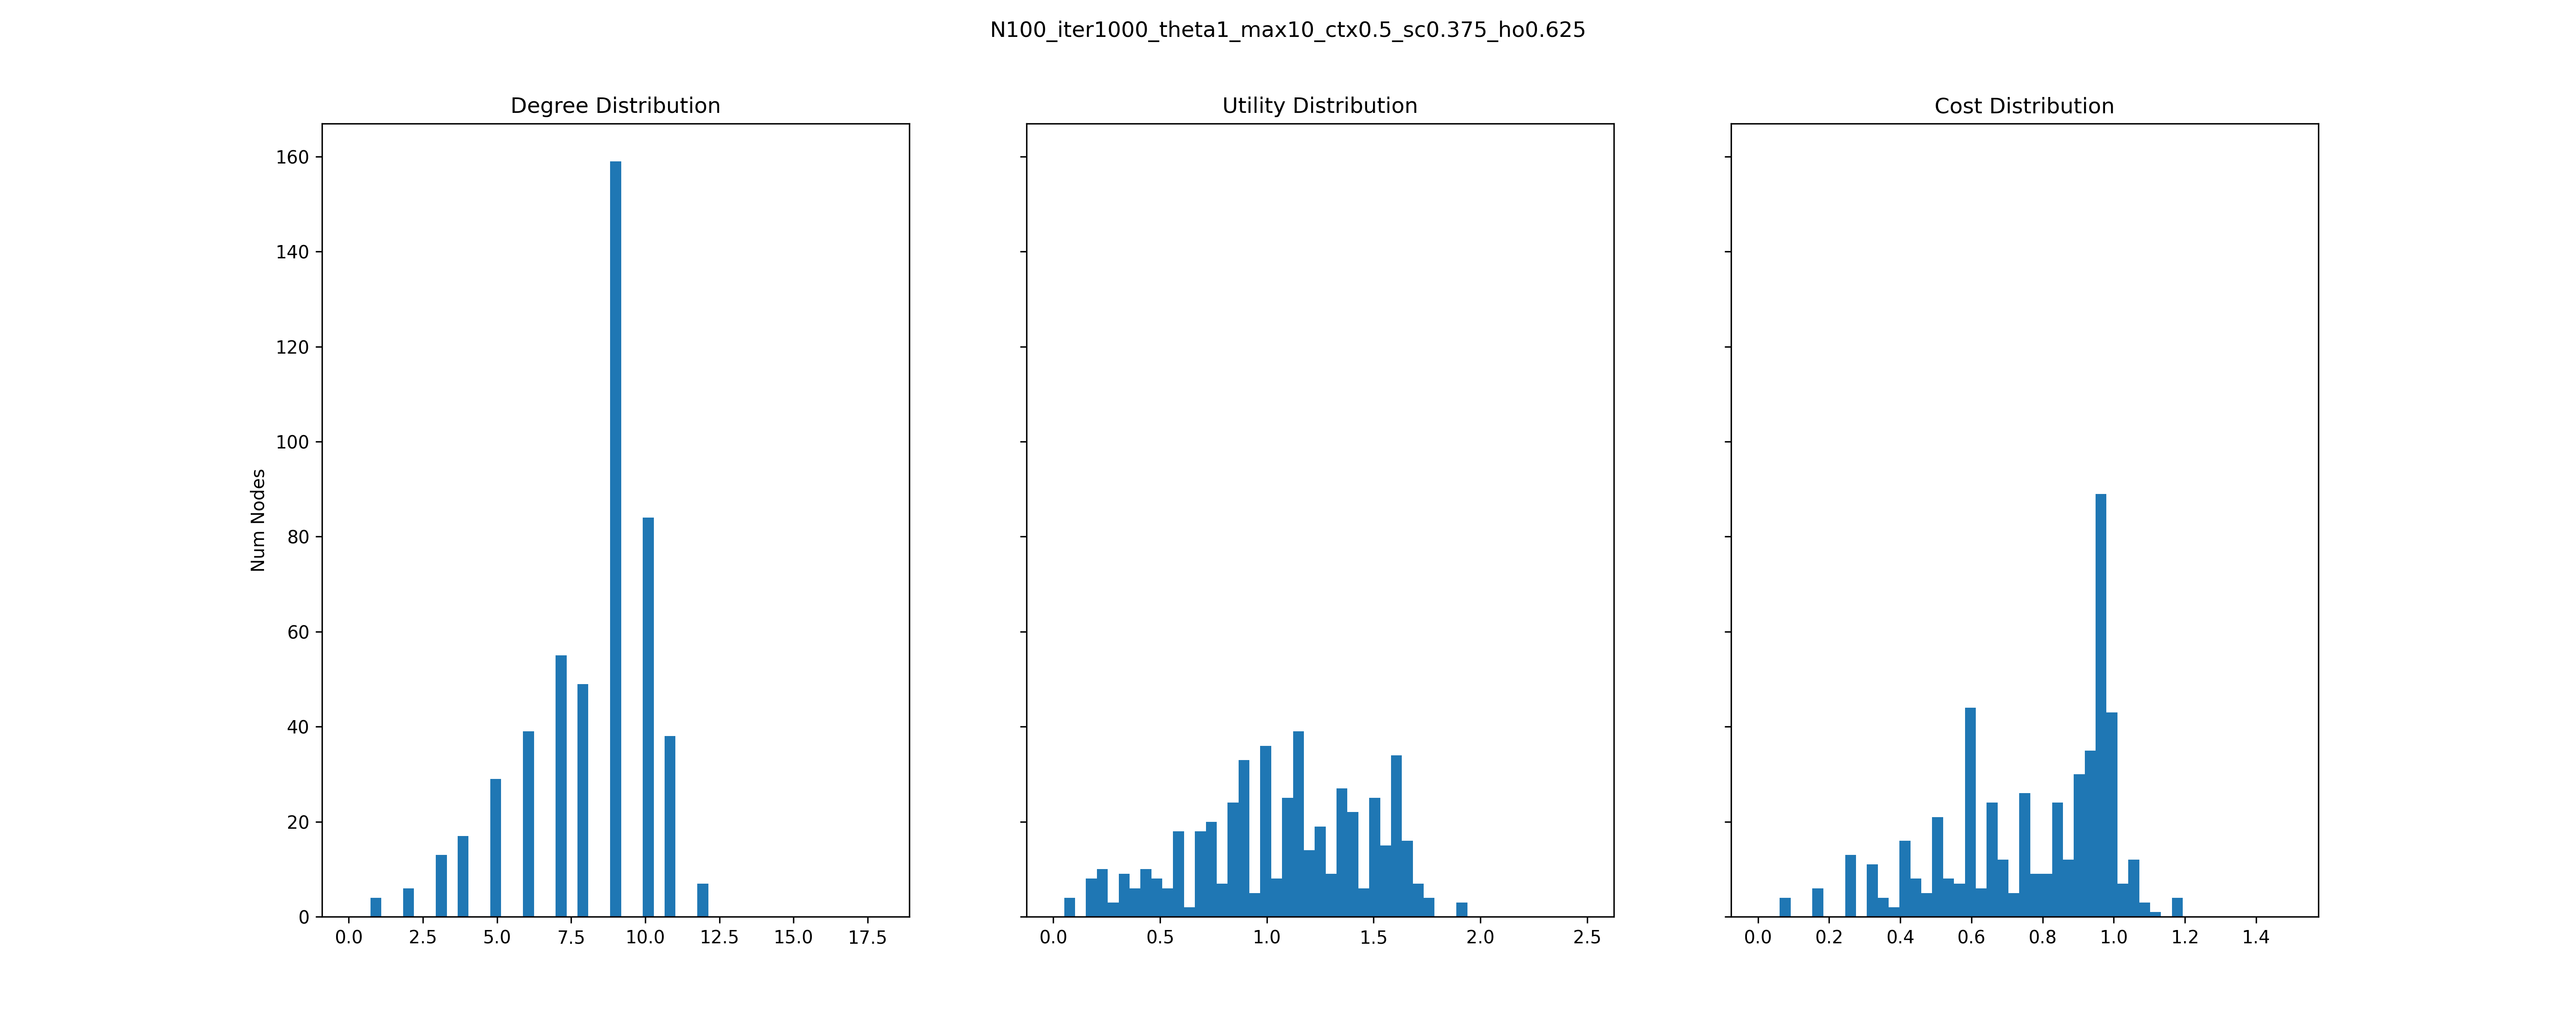 N100_iter1000_theta1_max10_ctx0.5_sc0.375_ho0.625
Degree Distribution
Utility Distribution
Cost Distribution
Num Nodes
160
140
120
100
80
60
40
20
0
0.0 2.5 5.0 7.5 10.0 12.5 15.0 17.5
0.0 0.5 1.0 1.5 2.0 2.5
0.0 0.2 0.4 0.6 0.8 1.0 1.2 1.4